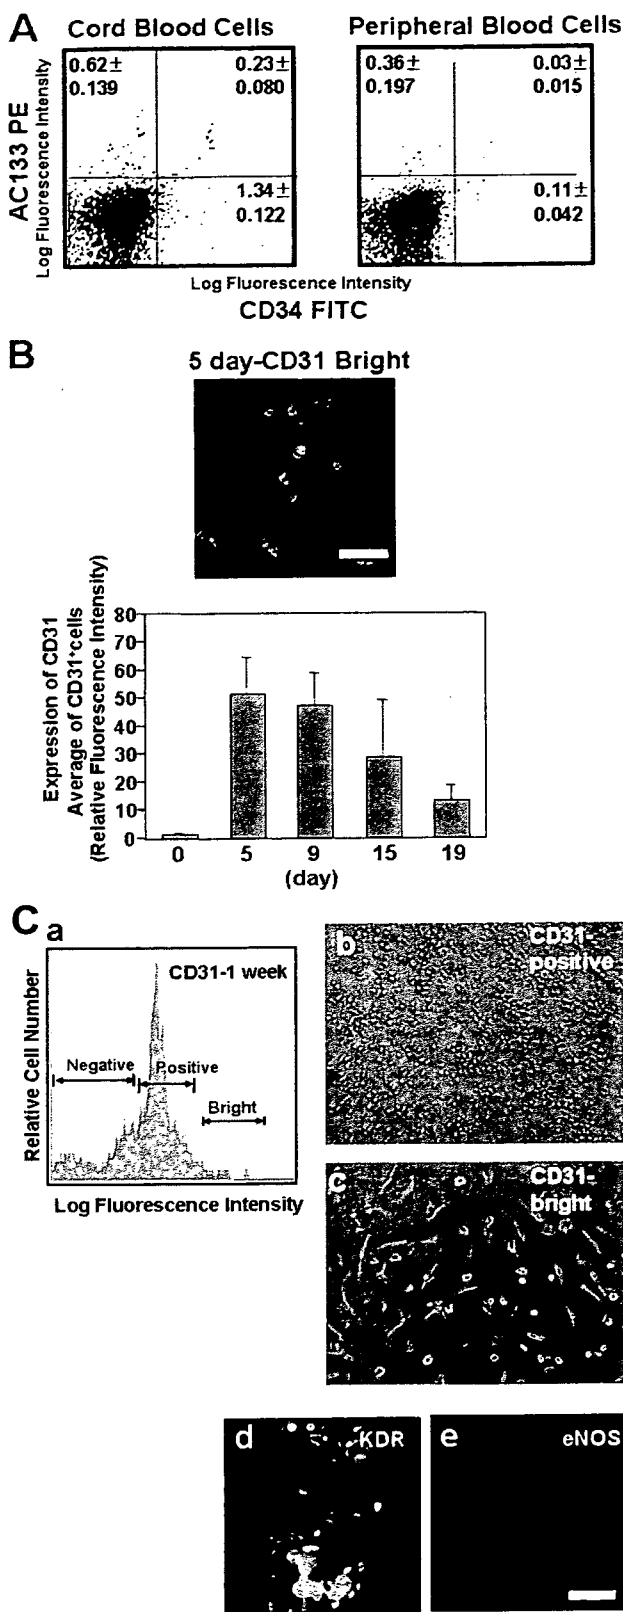 A
Cord Blood Cells
Peripheral Blood Cells
AC133 PE
Log Fluorescence Intensity
0.62±
0.139
0.23±
0.080
1.34±
0.122
0.36±
0.197
0.03±
0.015
0.11±
0.042
Log Fluorescence Intensity
CD34 FITC
B
5 day-CD31 Bright
Expression of CD31
Average of CD31+cells
(Relative Fluorescence Intensity)
80
70
60
50
40
30
20
10
0
0 5 9 15 19
(day)
C
a
CD31-1 week
Negative
Positive
Bright
Relative Cell Number
Log Fluorescence Intensity
b
CD31-
positive
c
CD31-
bright
d
KDR
e
eNOS